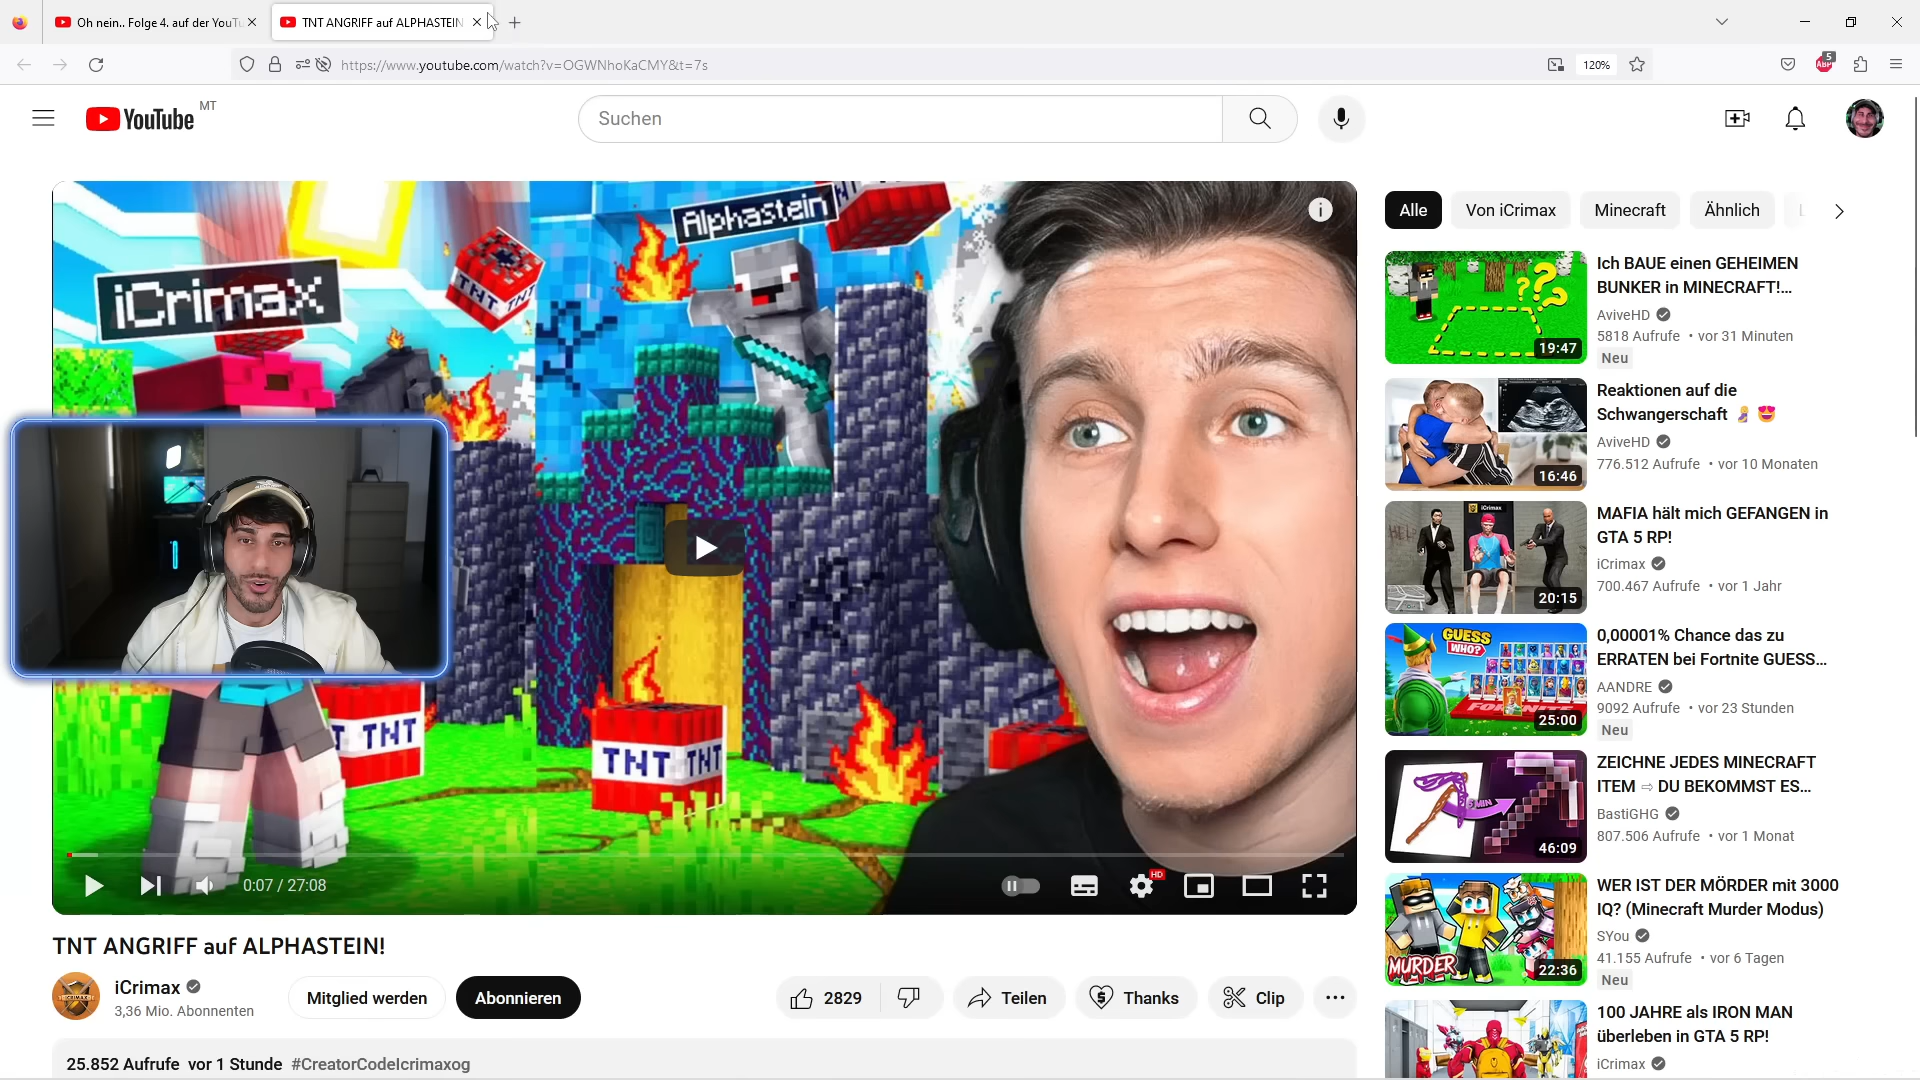 Oh nein.. Folge 4. auf der YouTu
TNT ANGRIFF auf ALPHASTEIN
https://www.youtube.com/watch?v=OGWNhoKaCMY&t=7s
120%
ABP
5
YouTube
MT
Suchen
iCrimax
Alphastein
TNT TNT
TNT
TNT TNT
0:07 / 27:08
HD
TNT ANGRIFF auf ALPHASTEIN!
iCrimax
3,36 Mio. Abonnenten
Mitglied werden
Abonnieren
2829
Teilen
Thanks
Clip
25.852 Aufrufe vor 1 Stunde #CreatorCodeIcrimaxog
Alle
Von iCrimax
Minecraft
Ähnlich
???
19:47
Ich BAUE einen GEHEIMEN
BUNKER in MINECRAFT!...
AviveHD
5818 Aufrufe • vor 31 Minuten
Neu
16:46
Reaktionen auf die
Schwangerschaft 🤰 😍
AviveHD
776.512 Aufrufe • vor 10 Monaten
iCrimax
20:15
MAFIA hält mich GEFANGEN in
GTA 5 RP!
iCrimax
700.467 Aufrufe • vor 1 Jahr
GUESS
WHO?
FORTNITE
25:00
0,00001% Chance das zu
ERRATEN bei Fortnite GUESS...
AANDRE
9092 Aufrufe • vor 23 Stunden
Neu
5 MIN
46:09
ZEICHNE JEDES MINECRAFT
ITEM ⇨ DU BEKOMMST ES...
BastiGHG
807.506 Aufrufe • vor 1 Monat
MURDER
22:36
WER IST DER MÖRDER mit 3000
IQ? (Minecraft Murder Modus)
SYou
41.155 Aufrufe • vor 6 Tagen
Neu
100 JAHRE als IRON MAN
überleben in GTA 5 RP!
iCrimax